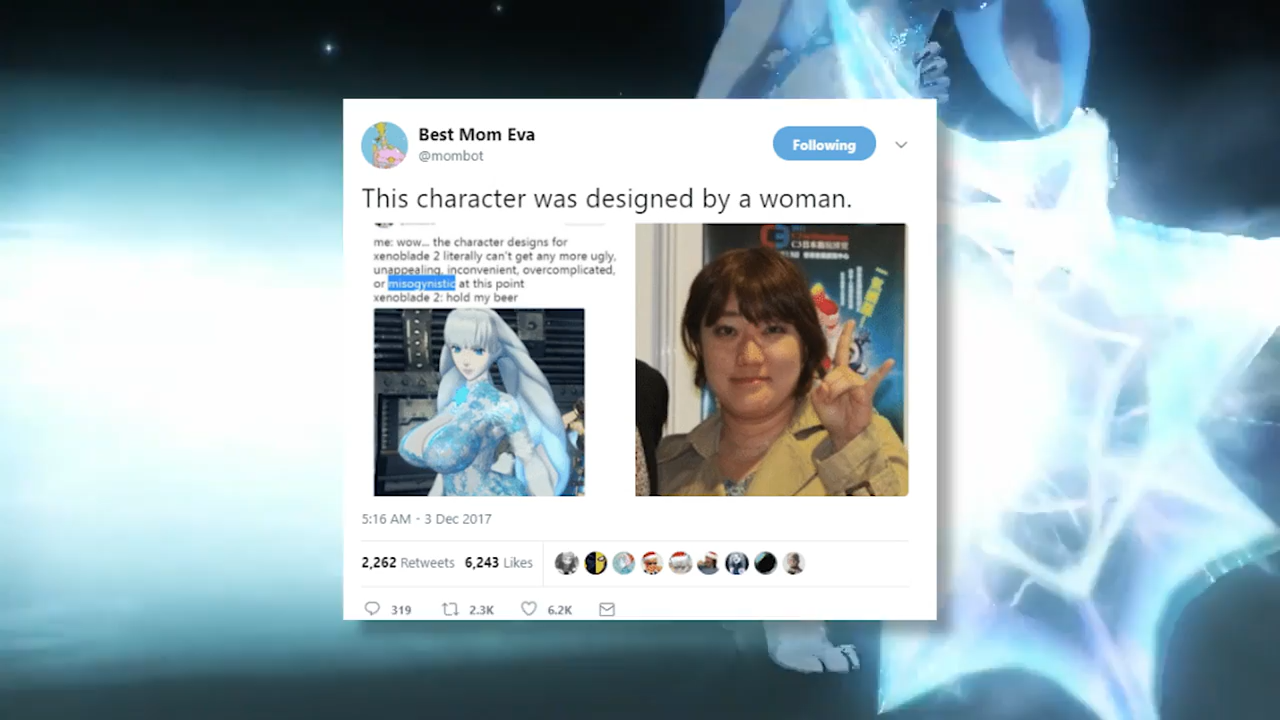 Best Mom Eva
@mombot
Following
This character was designed by a woman.
me: wow... the character designs for
xenoblade 2 literally can't get any more ugly,
unappealing, inconvenient, overcomplicated,
or misogynistic at this point
xenoblade 2: hold my beer
5:16 AM - 3 Dec 2017
2,262 Retweets 6,243 Likes
319 2.3K 6.2K